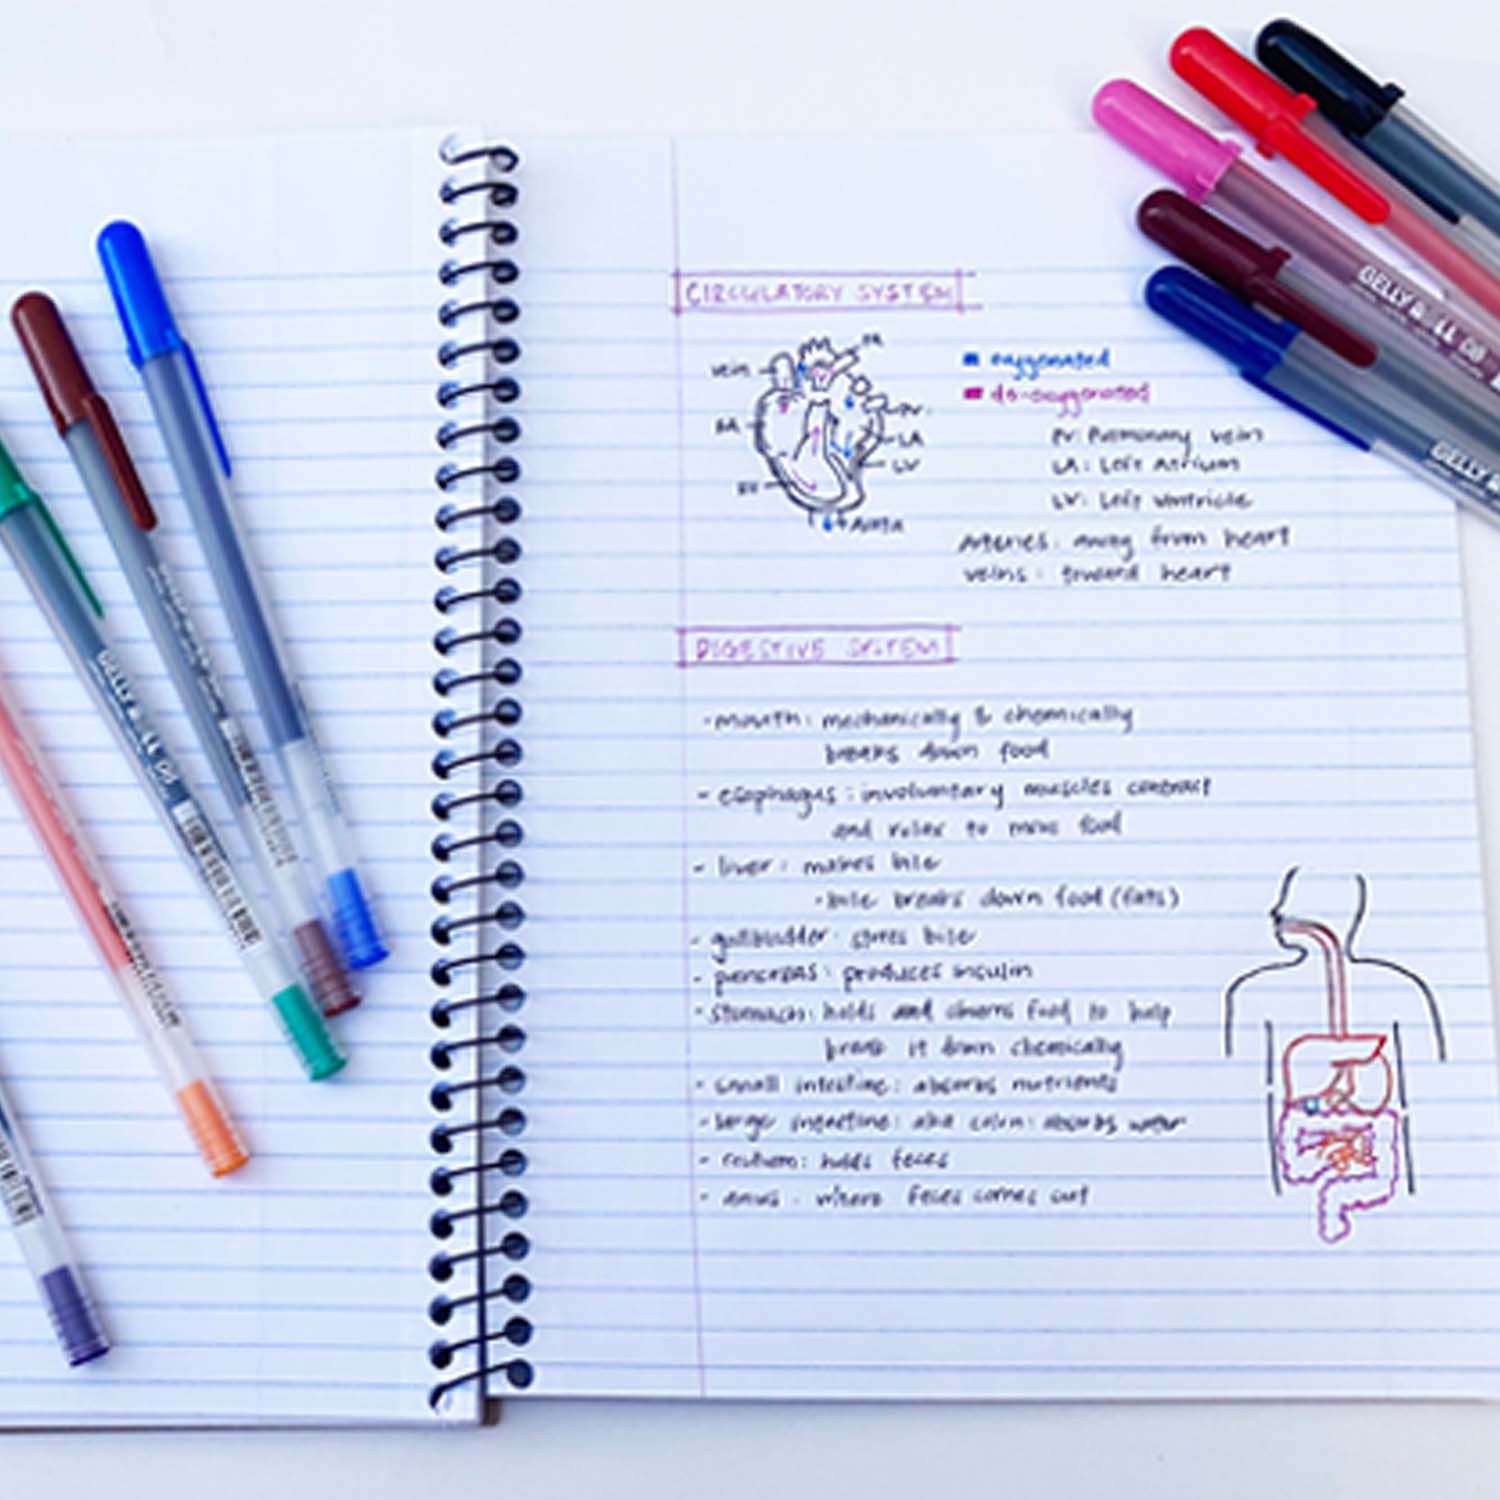 CIRCULATORY SYSTEM
vein
PA
RA
PV
LA
LV
RV
Aorta
oxygenated
de-oxygenated
PV: Pulmonary vein
LA: Left Atrium
LV: Left ventricle
Arteries: away from heart
veins: toward heart
DIGESTIVE SYSTEM
- mouth: mechanically & chemically
breaks down food
- esophagus: involuntary muscles contract
and relax to move food
- liver: makes bile
- bile breaks down food (fats)
- gallbladder: stores bile
- pancreas: produces insulin
- stomach: holds and churns food to help
break it down chemically
- small intestine: absorbs nutrients
- large intestine: aka colon: absorbs water
- rectum: holds feces
- anus: where feces comes out
GELLY ROLL 08
GELLY
GELLY ROLL 08